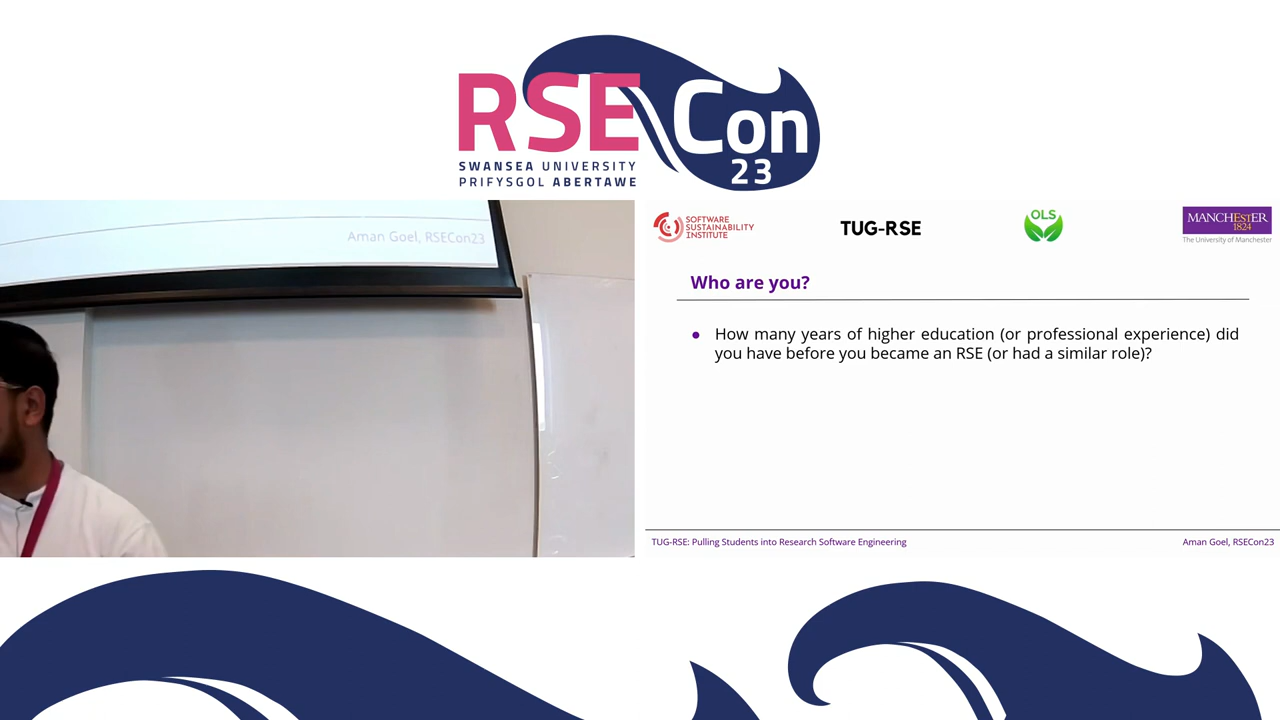 RSE Con
23
SWANSEA UNIVERSITY
PRIFYSGOL ABERTAWE
Aman Goel, RSECon23
SOFTWARE
SUSTAINABILITY
INSTITUTE
TUG-RSE
OLS
MANCHESTER
1824
The University of Manchester
Who are you?
● How many years of higher education (or professional experience) did
you have before you became an RSE (or had a similar role)?
TUG-RSE: Pulling Students into Research Software Engineering
Aman Goel, RSECon23